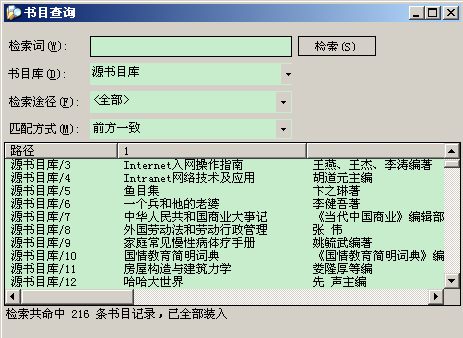 书目查询
检索词(W):
检索(S)
书目库(D): 源书目库
检索途径(F): <全部>
匹配方式(M): 前方一致
路径 1
源书目库/3 Internet入网操作指南 王燕、王杰、李涛编著
源书目库/4 Intranet网络技术及应用 胡道元主编
源书目库/5 鱼目集 卞之琳著
源书目库/6 一个兵和他的老婆 李健吾著
源书目库/7 中华人民共和国商业大事记 《当代中国商业》编辑部
源书目库/8 外国劳动法和劳动行政管理 张 伟
源书目库/9 家庭常见慢性病体疗手册 姚毓武编著
源书目库/10 国情教育简明词典 《国情教育简明词典》编
源书目库/11 房屋构造与建筑力学 娄隆厚等编
源书目库/12 哈哈大世界 先 声主编
检索共命中 216 条书目记录，已全部装入